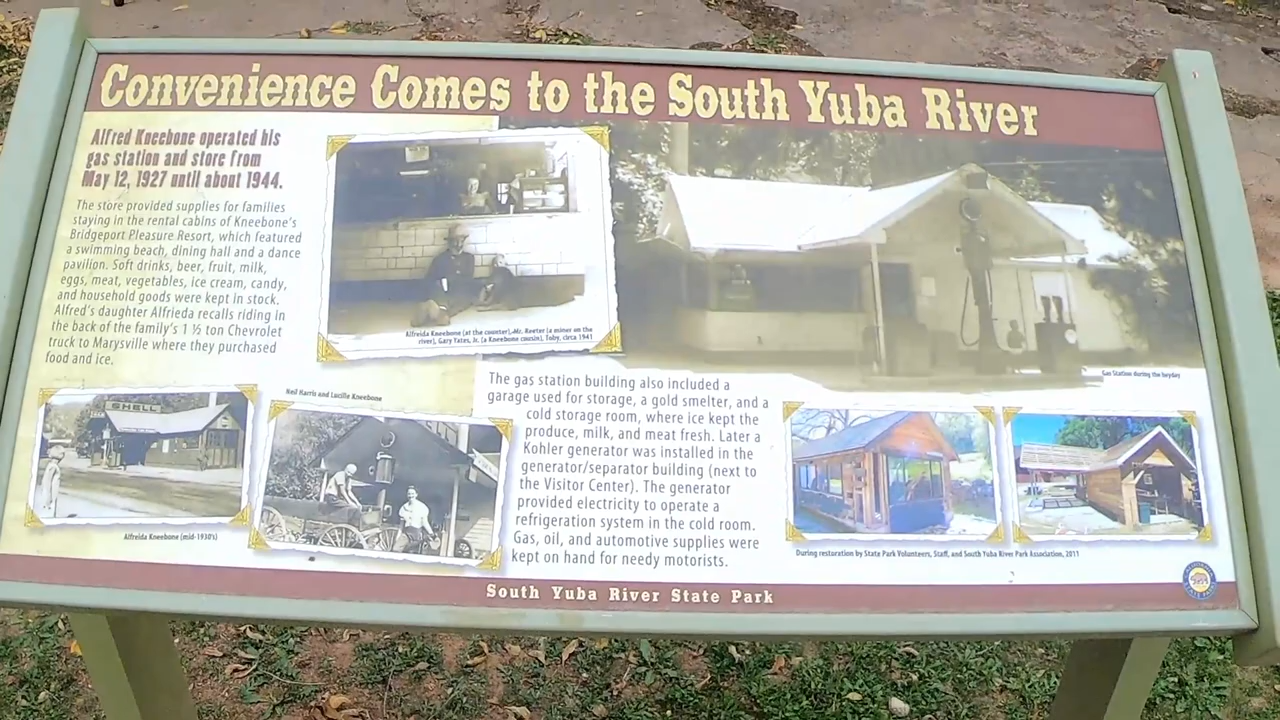 Convenience Comes to the South Yuba River
Alfred Kneebone operated his
gas station and store from
May 12, 1927 until about 1944.
The store provided supplies for families
staying in the rental cabins of Kneebone's
Bridgeport Pleasure Resort, which featured
a swimming beach, dining hall and a dance
pavilion. Soft drinks, beer, fruit, milk,
eggs, meat, vegetables, ice cream, candy,
and household goods were kept in stock.
Alfred's daughter Alfrieda recalls riding in
the back of the family's 1 ½ ton Chevrolet
truck to Marysville where they purchased
food and ice.
Alfreida Kneebone (at the counter), Mr. Reeter (a miner on the
river), Gary Yates, Jr. (a Kneebone cousin), Toby, circa 1941
Gas Station during the heyday
SHELL
Alfreida Kneebone (mid-1930's)
Neil Harris and Lucille Kneebone
The gas station building also included a
garage used for storage, a gold smelter, and a
cold storage room, where ice kept the
produce, milk, and meat fresh. Later a
Kohler generator was installed in the
generator/separator building (next to
the Visitor Center). The generator
provided electricity to operate a
refrigeration system in the cold room.
Gas, oil, and automotive supplies were
kept on hand for needy motorists.
During restoration by State Park Volunteers, Staff, and South Yuba River Park Association, 2011
South Yuba River State Park